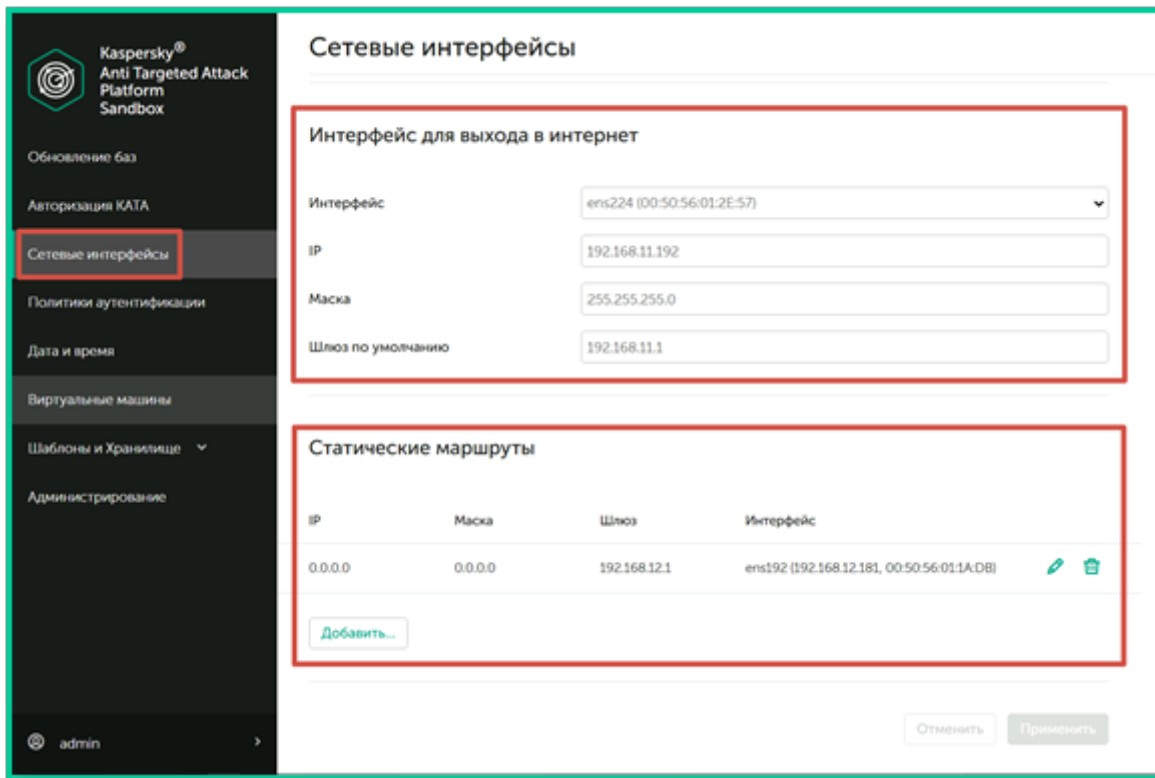 Kaspersky®
Anti Targeted Attack
Platform
Sandbox
Обновление баз
Авторизация КАТА
Сетевые интерфейсы
Политики аутентификации
Дата и время
Виртуальные машины
Шаблоны и Хранилище
Администрирование
admin
Сетевые интерфейсы
Интерфейс для выхода в интернет
Интерфейс ens224 (00:50:56:01:2E:57)
IP 192.168.11.192
Маска 255.255.255.0
Шлюз по умолчанию 192.168.11.1
Статические маршруты
IP Маска Шлюз Интерфейс
0.0.0.0 0.0.0.0 192.168.12.1 ens192 (192.168.12.181, 00:50:56:01:1A:DB)
Добавить...
Отменить Применить